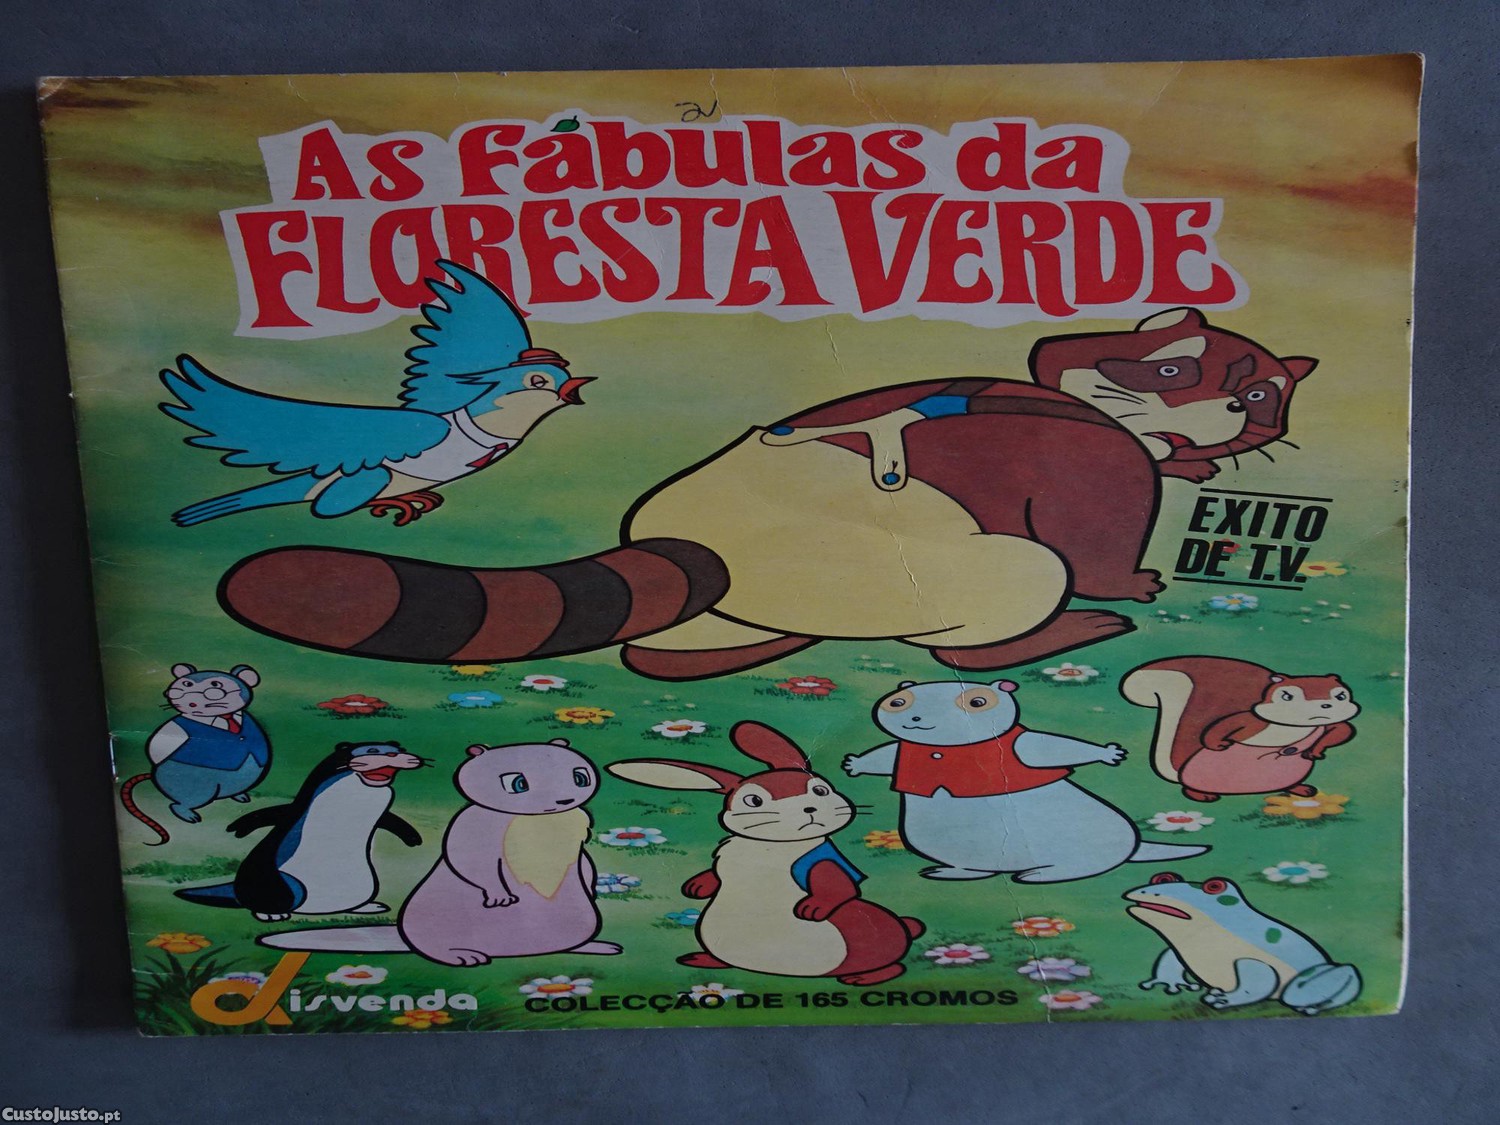 As Fábulas da
FLORESTA VERDE
EXITO
DE T.V.
disvenda
COLECÇÃO DE 165 CROMOS
CustoJusto.pt